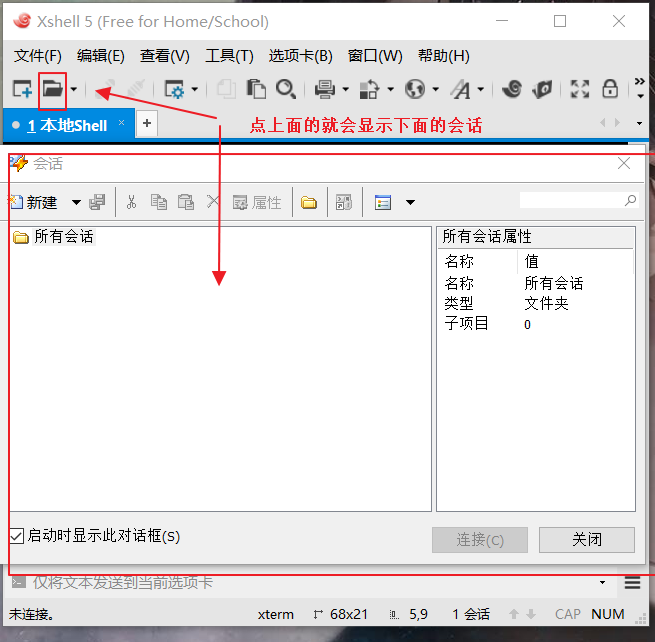 Xshell 5 (Free for Home/School)
文件(F) 编辑(E) 查看(V) 工具(T) 选项卡(B) 窗口(W) 帮助(H)
1 本地Shell × +
点上面的就会显示下面的会话
会话
新建 属性
所有会话
所有会话属性
名称 值
名称 所有会话
类型 文件夹
子项目 0
启动时显示此对话框(S)
连接(C) 关闭
仅将文本发送到当前选项卡
未连接。 xterm 68x21 5,9 1 会话 CAP NUM